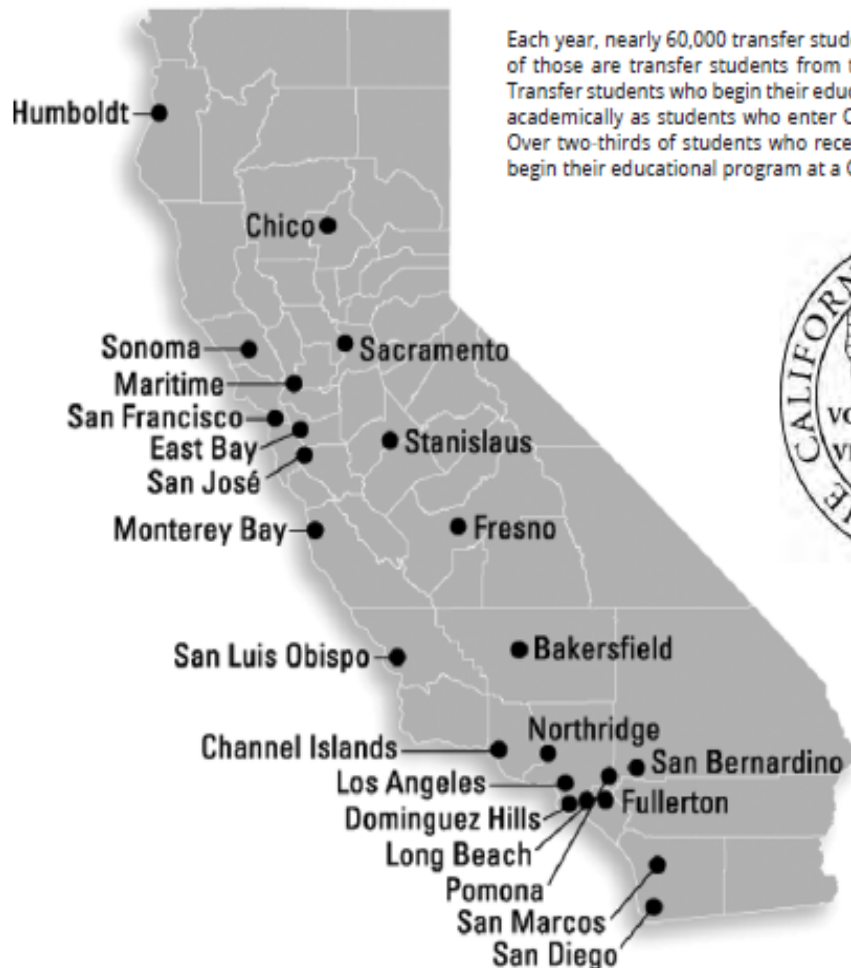 Each year, nearly 60,000 transfer
of those are transfer students from
Transfer students who begin their
academically as students who enter
Over two-thirds of students who
begin their educational program at a
Humboldt
Chico
Sonoma
Sacramento
Maritime
San Francisco
East Bay
Stanislaus
San José
Monterey Bay
Fresno
San Luis Obispo
Bakersfield
Northridge
Channel Islands
San Bernardino
Los Angeles
Dominguez Hills
Fullerton
Long Beach
Pomona
San Marcos
San Diego